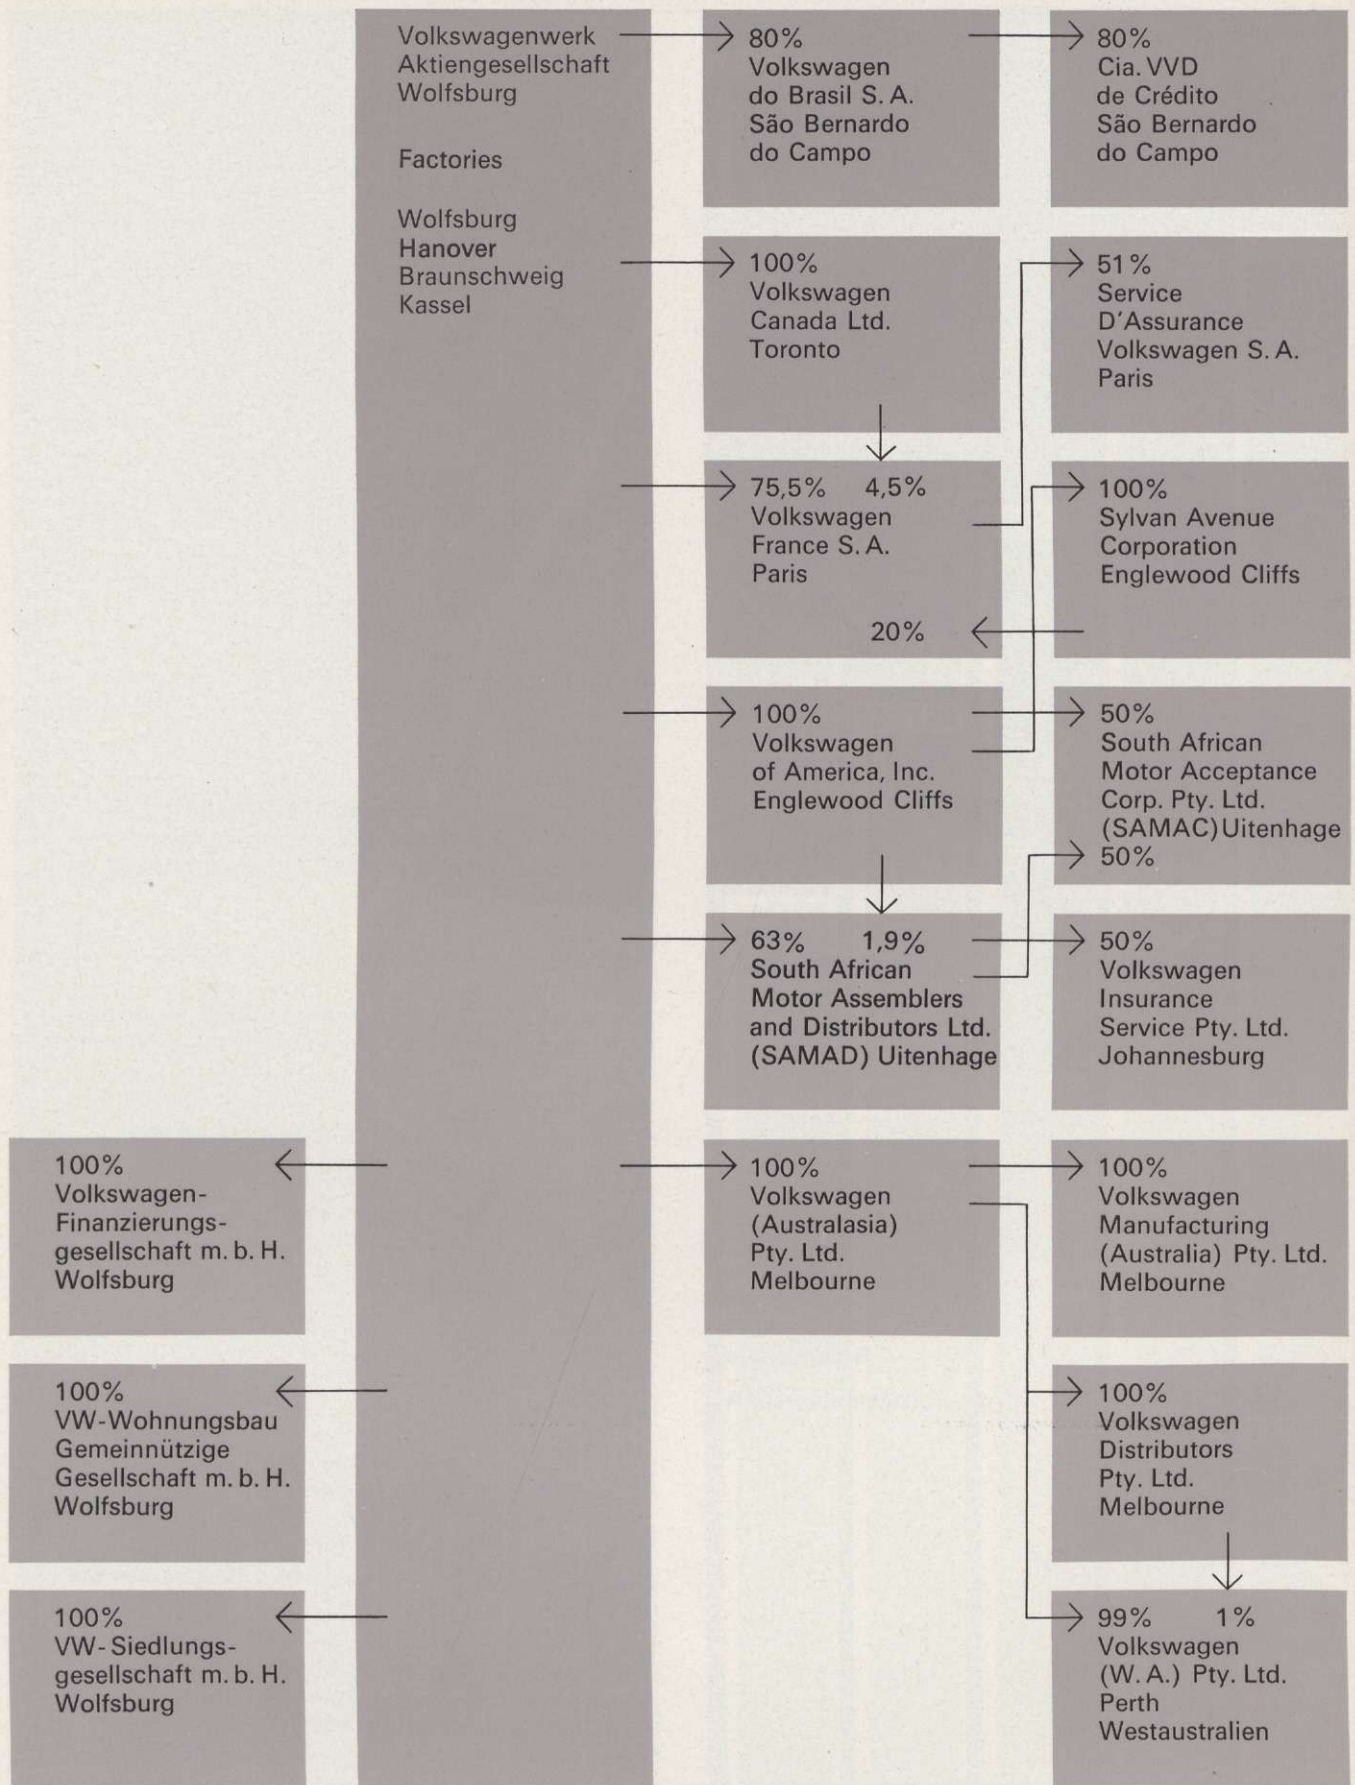 Volkswagenwerk
Aktiengesellschaft
Wolfsburg
Factories
Wolfsburg
Hanover
Braunschweig
Kassel
80%
Volkswagen
do Brasil S. A.
São Bernardo
do Campo
80%
Cia. VVD
de Crédito
São Bernardo
do Campo
100%
Volkswagen
Canada Ltd.
Toronto
51%
Service
D'Assurance
Volkswagen S. A.
Paris
75,5% 4,5%
Volkswagen
France S. A.
Paris
20%
100%
Sylvan Avenue
Corporation
Englewood Cliffs
100%
Volkswagen
of America, Inc.
Englewood Cliffs
50%
South African
Motor Acceptance
Corp. Pty. Ltd.
(SAMAC) Uitenhage
50%
63% 1,9%
South African
Motor Assemblers
and Distributors Ltd.
(SAMAD) Uitenhage
50%
Volkswagen
Insurance
Service Pty. Ltd.
Johannesburg
100%
Volkswagen-
Finanzierungs-
gesellschaft m. b. H.
Wolfsburg
100%
Volkswagen
(Australasia)
Pty. Ltd.
Melbourne
100%
Volkswagen
Manufacturing
(Australia) Pty. Ltd.
Melbourne
100%
VW-Wohnungsbau
Gemeinnützige
Gesellschaft m. b. H.
Wolfsburg
100%
Volkswagen
Distributors
Pty. Ltd.
Melbourne
100%
VW-Siedlungs-
gesellschaft m. b. H.
Wolfsburg
99% 1%
Volkswagen
(W. A.) Pty. Ltd.
Perth
Westaustralien